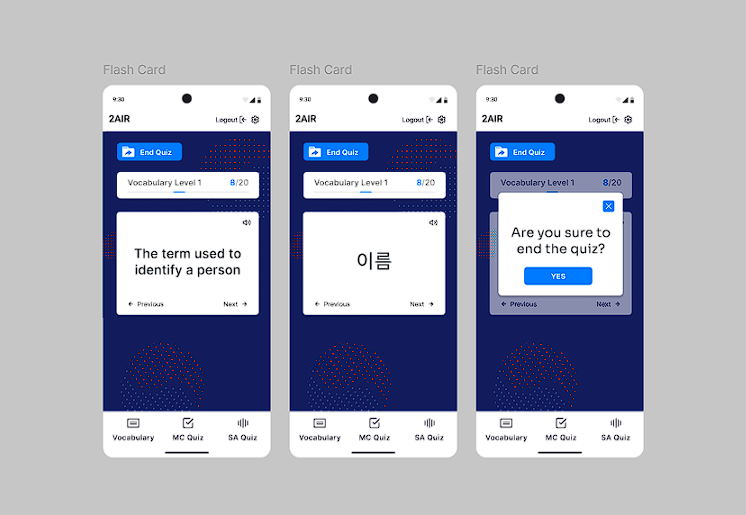 Flash Card
9:30
2AIR
Logout
End Quiz
Vocabulary Level 1 8/20
The term used to
identify a person
Previous Next
Vocabulary MC Quiz SA Quiz
Flash Card
9:30
2AIR
Logout
End Quiz
Vocabulary Level 1 8/20
이름
Previous Next
Vocabulary MC Quiz SA Quiz
Flash Card
9:30
2AIR
Logout
End Quiz
Vocabulary Level 1 8/20
Are you sure to
end the quiz?
YES
Previous Next
Vocabulary MC Quiz SA Quiz